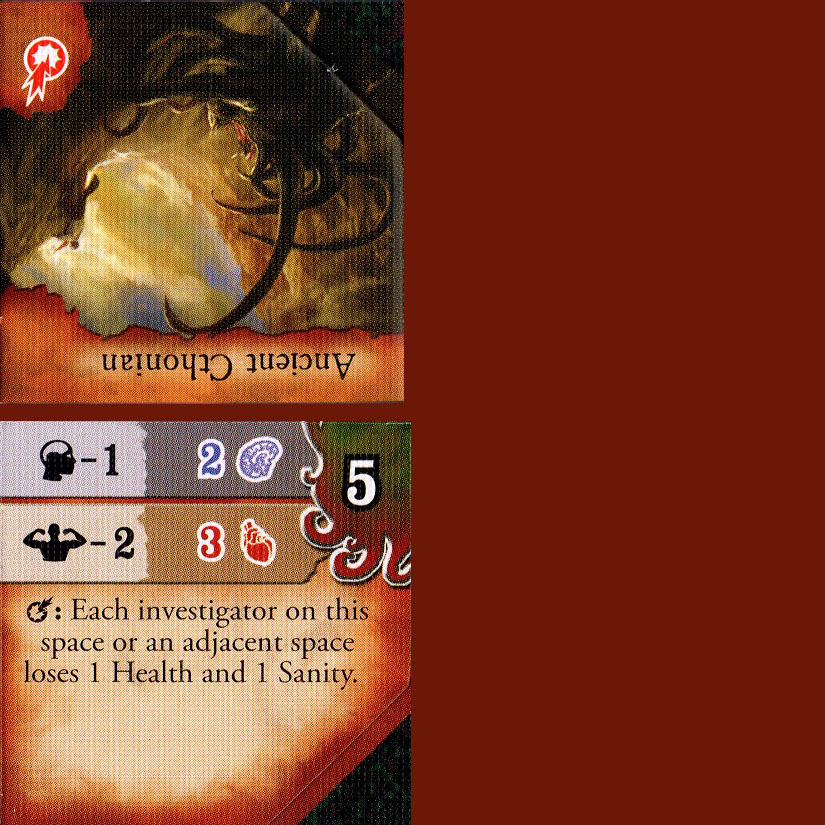 Ancient Cthonian
-1 2 5
-2 3
: Each investigator on this
space or an adjacent space
loses 1 Health and 1 Sanity.